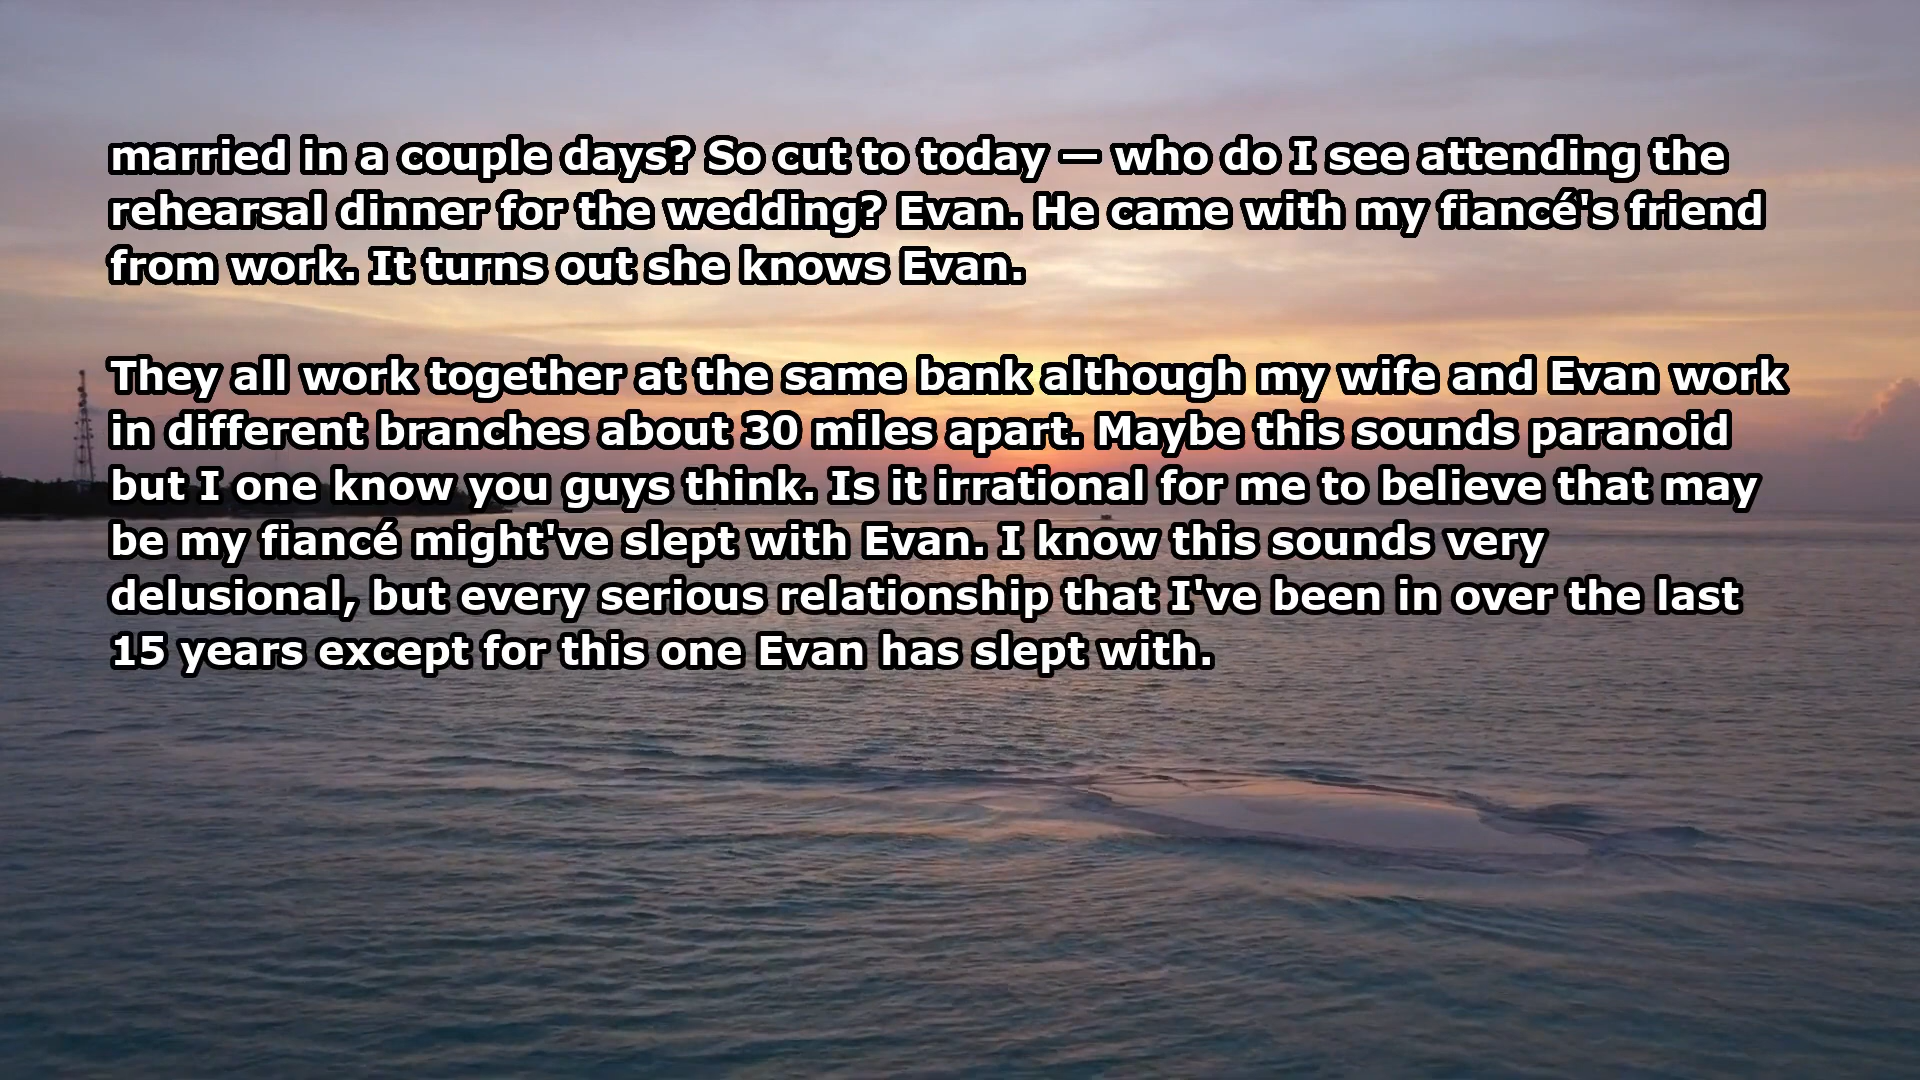 married in a couple days? So cut to today — who do I see attending the
rehearsal dinner for the wedding? Evan. He came with my fiancé's friend
from work. It turns out she knows Evan.
They all work together at the same bank although my wife and Evan work
in different branches about 30 miles apart. Maybe this sounds paranoid
but I one know you guys think. Is it irrational for me to believe that may
be my fiancé might've slept with Evan. I know this sounds very
delusional, but every serious relationship that I've been in over the last
15 years except for this one Evan has slept with.